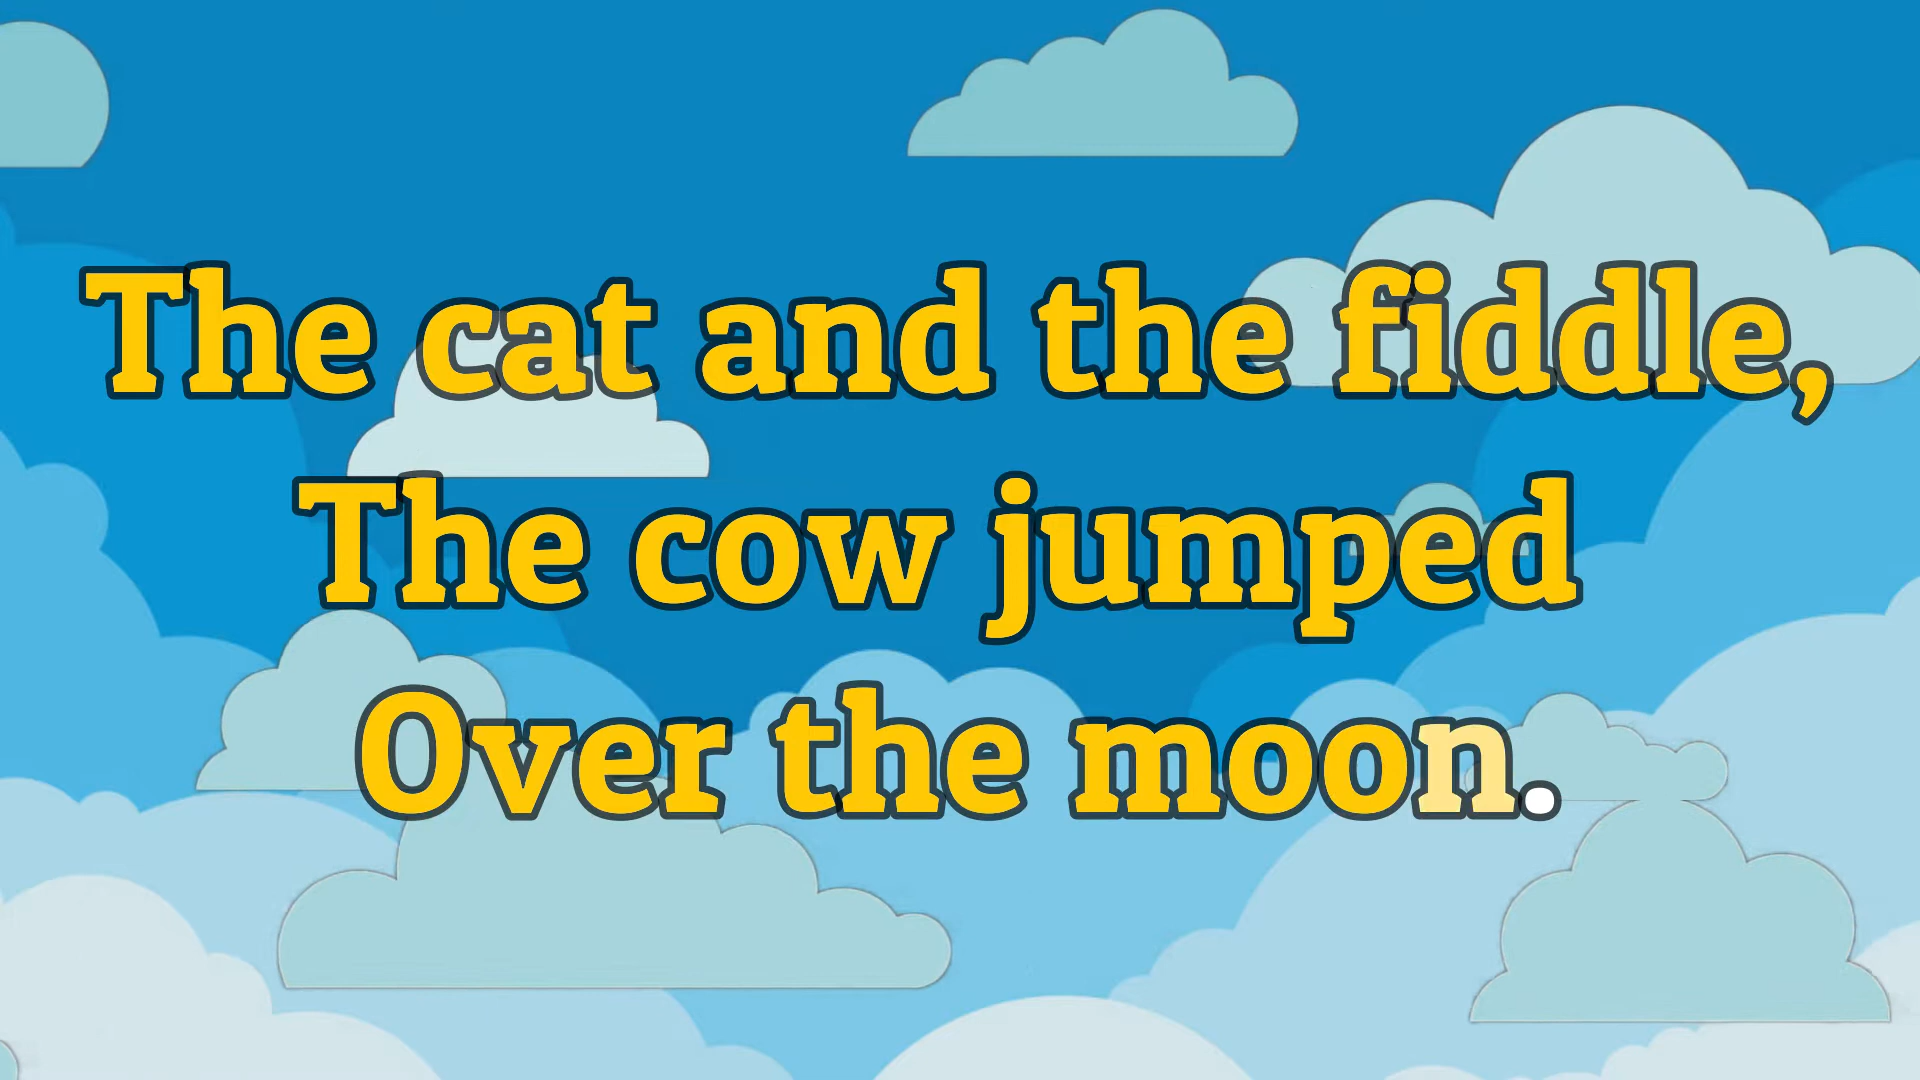 The cat and the fiddle,
The cow jumped
Over the moon.